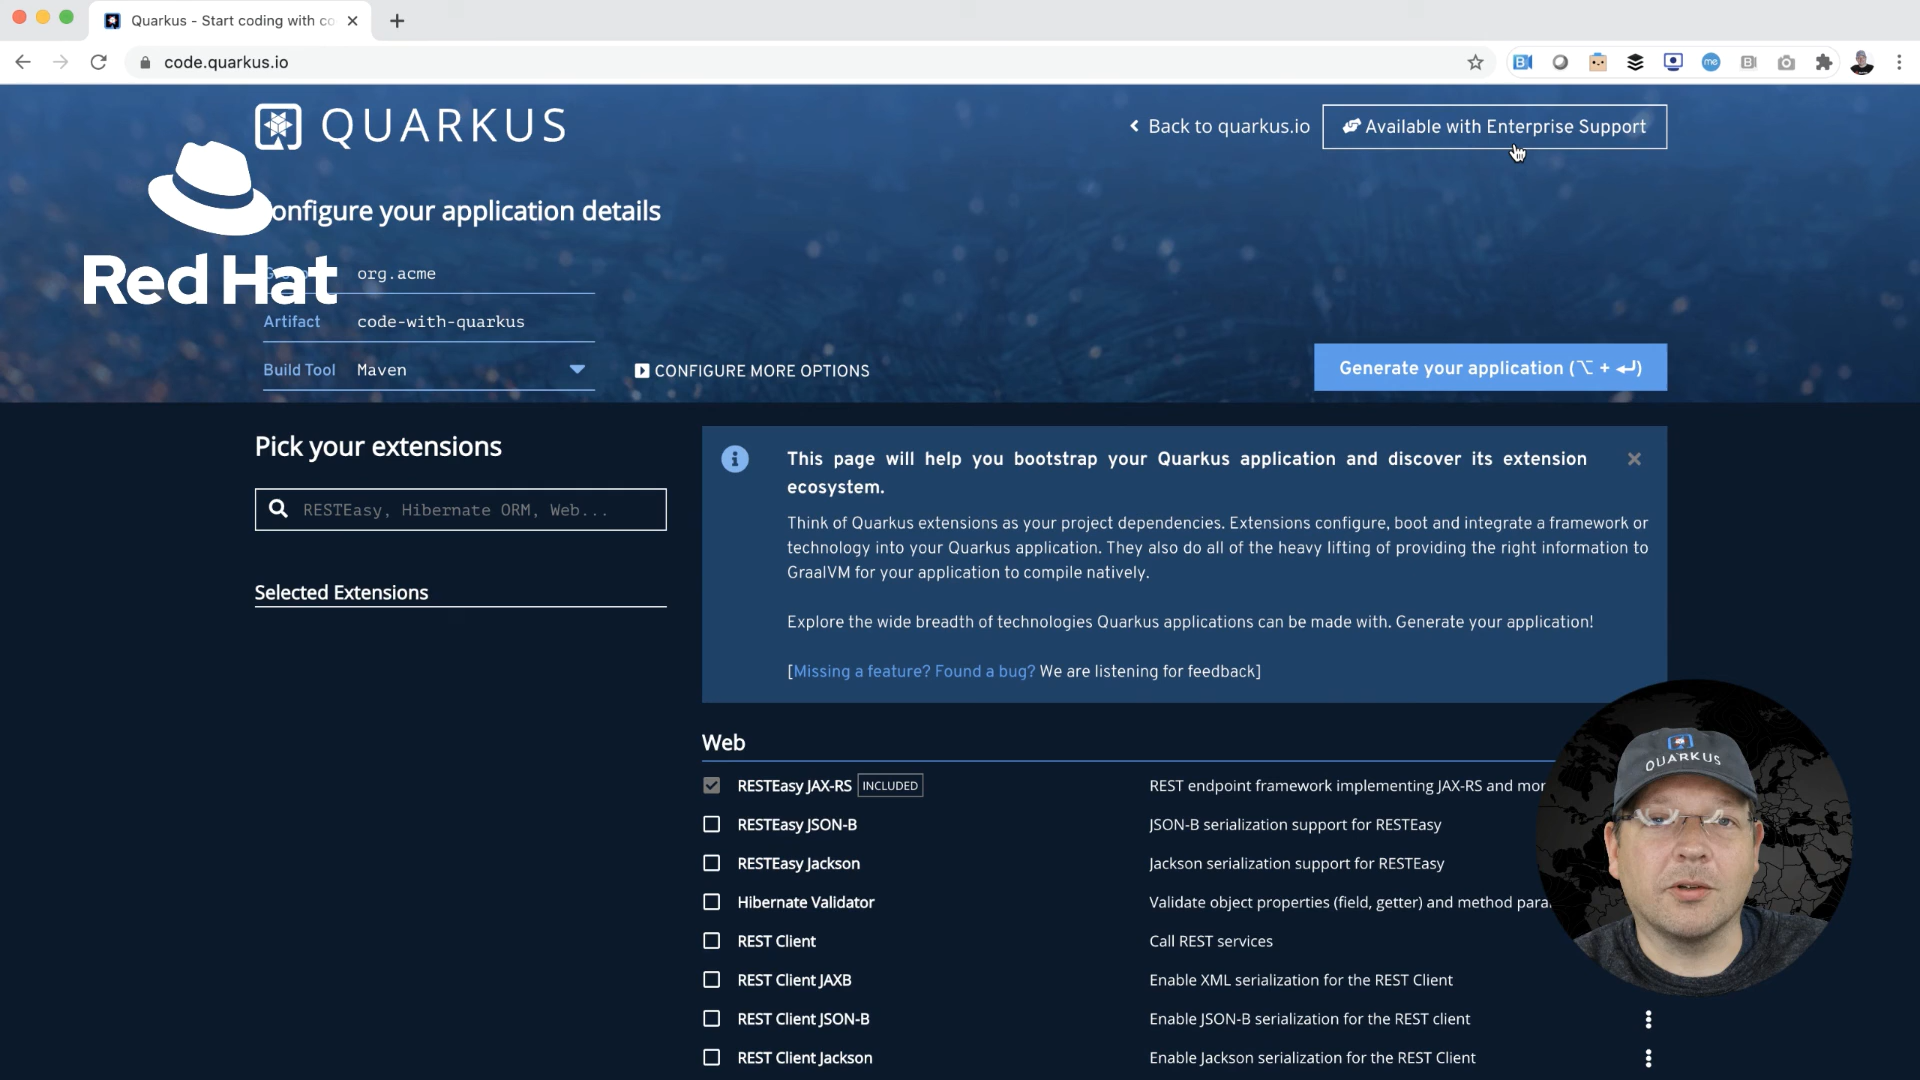 Quarkus - Start coding with co
code.quarkus.io
QUARKUS
Back to quarkus.io
Available with Enterprise Support
onfigure your application details
Red Hat
org.acme
Artifact code-with-quarkus
Build Tool Maven
CONFIGURE MORE OPTIONS
Generate your application (⌥ + ↵)
Pick your extensions
RESTEasy, Hibernate ORM, Web...
Selected Extensions
This page will help you bootstrap your Quarkus application and discover its extension
ecosystem.
Think of Quarkus extensions as your project dependencies. Extensions configure, boot and integrate a framework or
technology into your Quarkus application. They also do all of the heavy lifting of providing the right information to
GraalVM for your application to compile natively.
Explore the wide breadth of technologies Quarkus applications can be made with. Generate your application!
[Missing a feature? Found a bug? We are listening for feedback]
Web
RESTEasy JAX-RS INCLUDED REST endpoint framework implementing JAX-RS and mor
RESTEasy JSON-B JSON-B serialization support for RESTEasy
RESTEasy Jackson Jackson serialization support for RESTEasy
Hibernate Validator Validate object properties (field, getter) and method para
REST Client Call REST services
REST Client JAXB Enable XML serialization for the REST Client
REST Client JSON-B Enable JSON-B serialization for the REST client
REST Client Jackson Enable Jackson serialization for the REST Client
QUARKUS